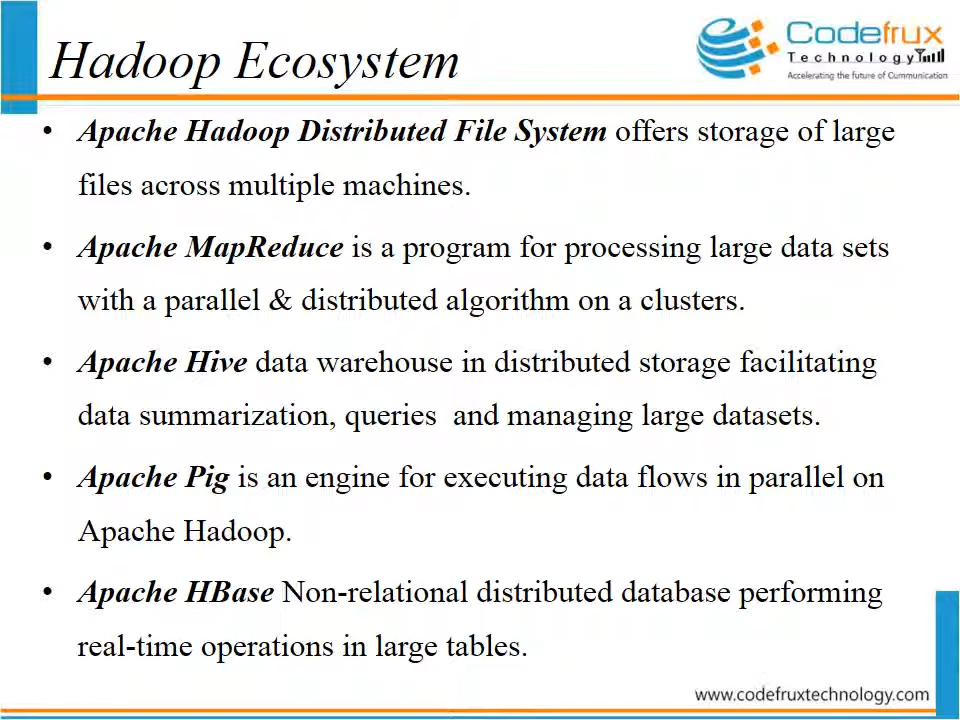 Hadoop Ecosystem
Codefrux
Technology
Accelerating the future of Communication
• Apache Hadoop Distributed File System offers storage of large
files across multiple machines.
• Apache MapReduce is a program for processing large data sets
with a parallel & distributed algorithm on a clusters.
• Apache Hive data warehouse in distributed storage facilitating
data summarization, queries  and managing large datasets.
• Apache Pig is an engine for executing data flows in parallel on
Apache Hadoop.
• Apache HBase Non-relational distributed database performing
real-time operations in large tables.
www.codefruxtechnology.com